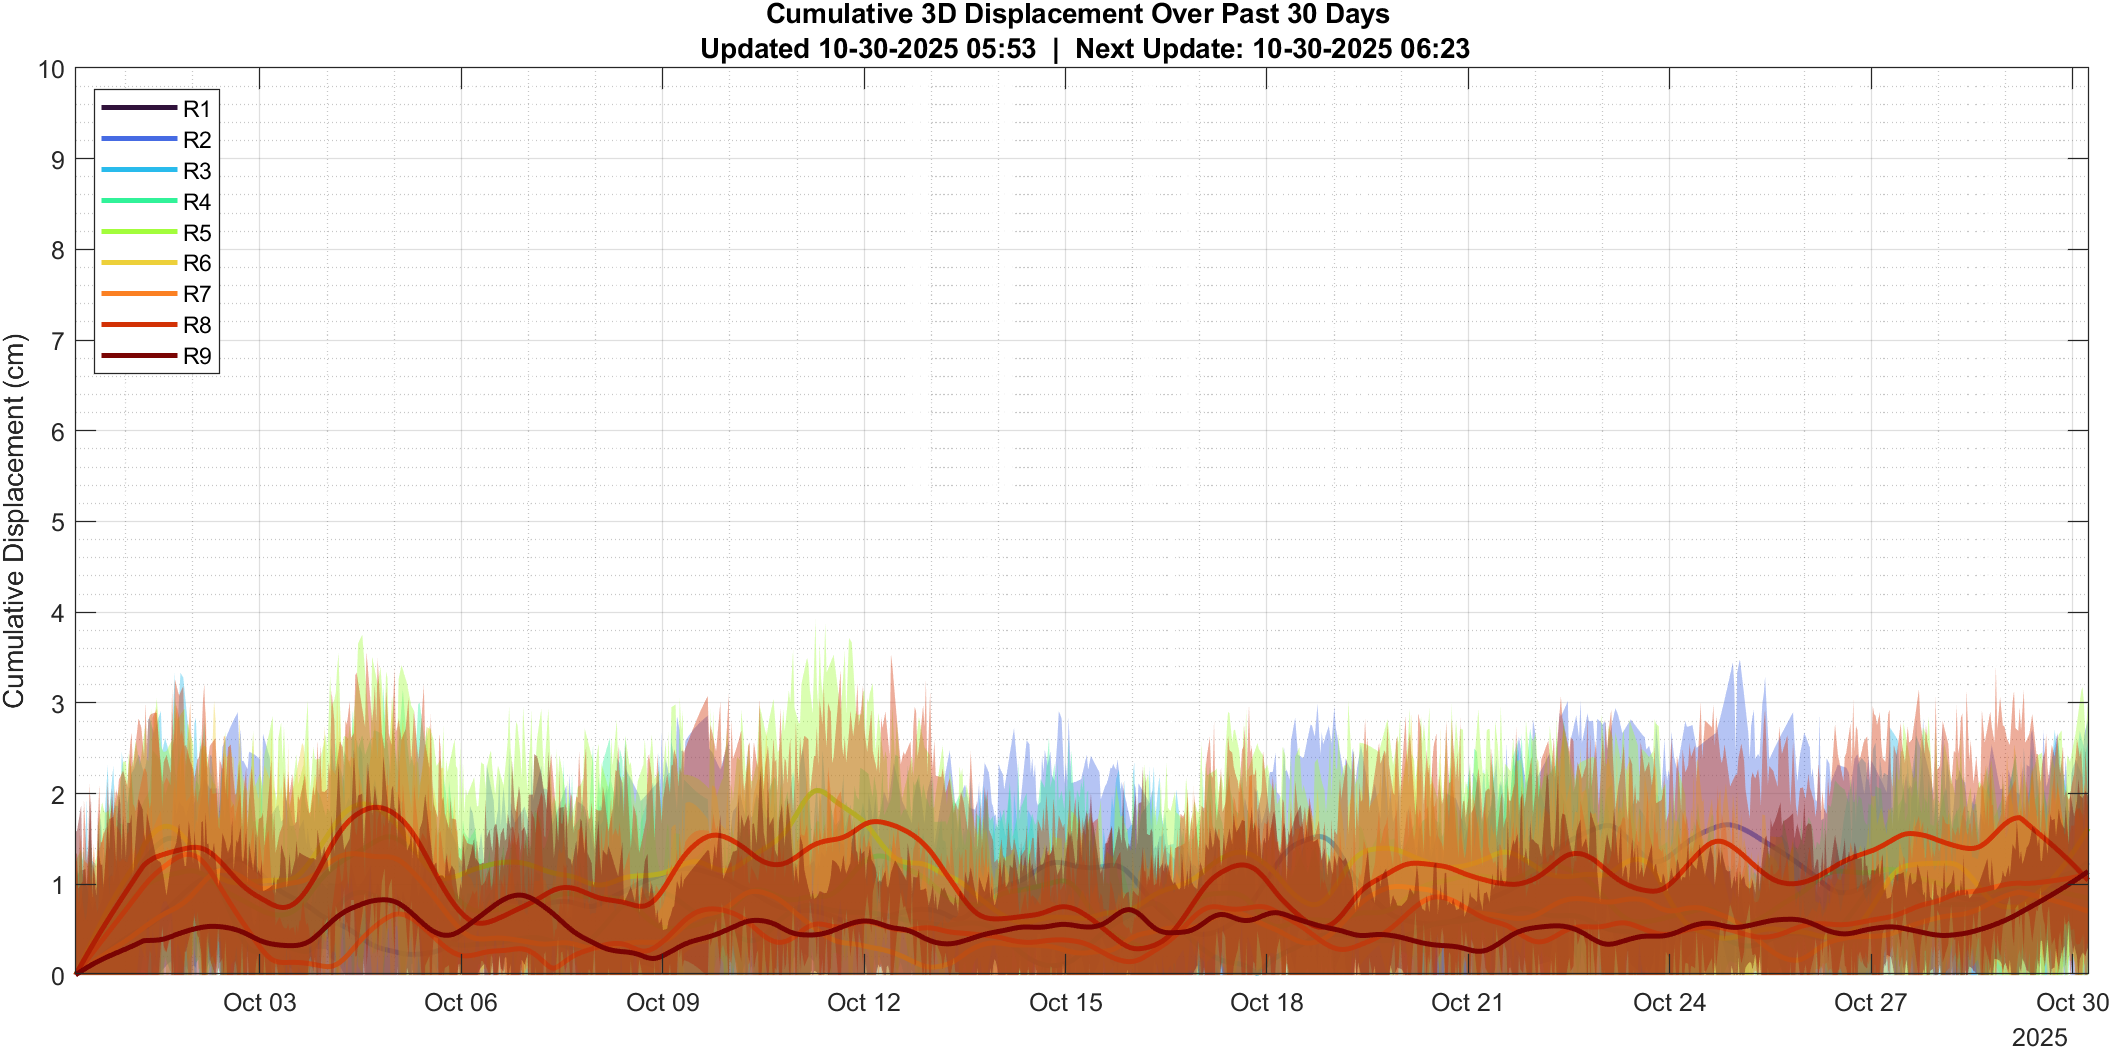 Cumulative 3D Displacement Over Past 30 Days
Updated 10-30-2025 05:53 | Next Update: 10-30-2025 06:23
Cumulative Displacement (cm)
10
9
8
7
6
5
4
3
2
1
0
R1
R2
R3
R4
R5
R6
R7
R8
R9
Oct 03
Oct 06
Oct 09
Oct 12
Oct 15
Oct 18
Oct 21
Oct 24
Oct 27
Oct 30
2025